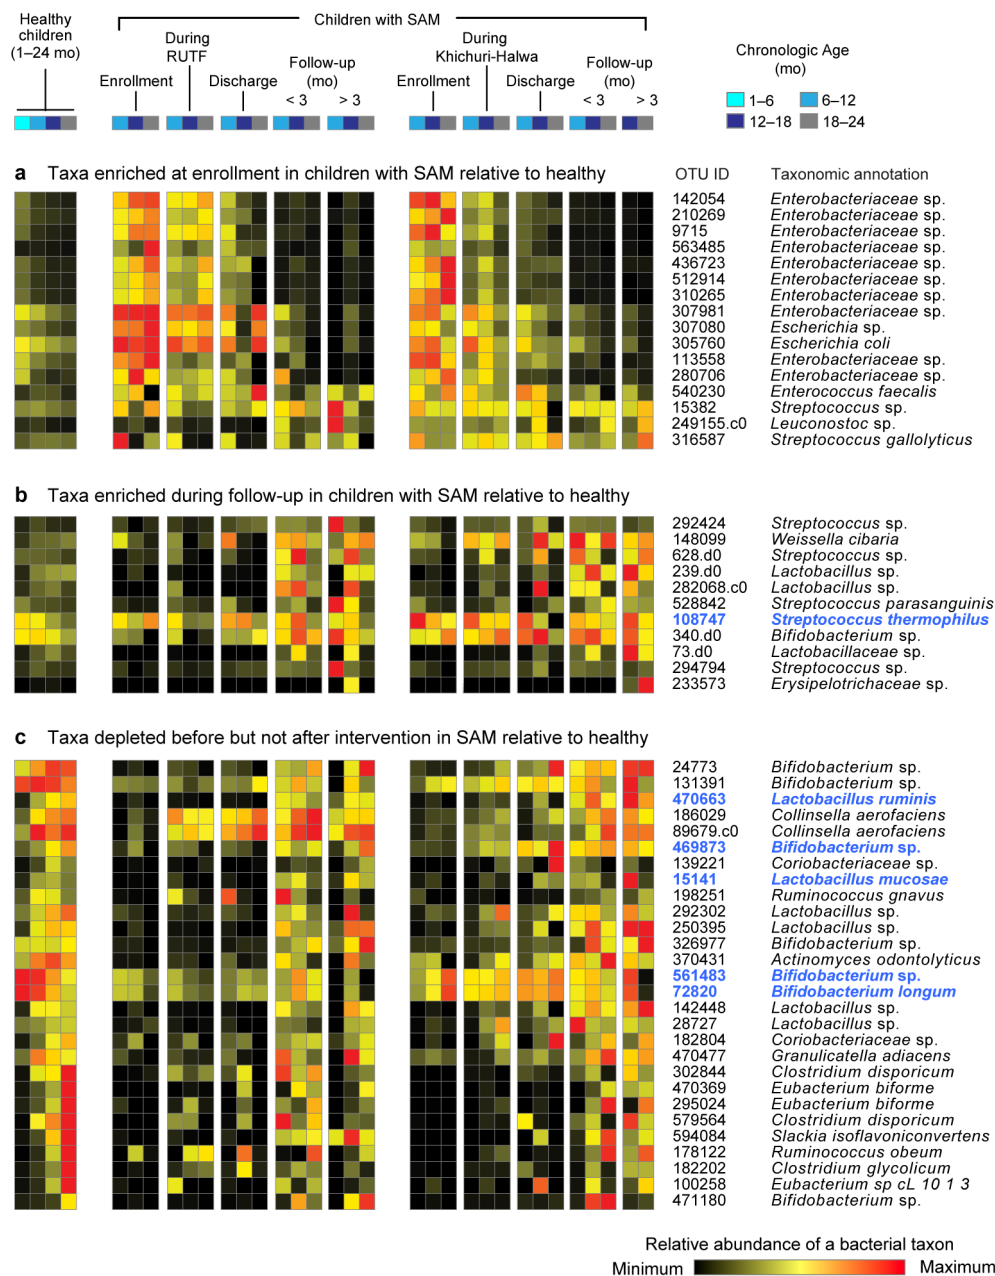 Healthy
children
(1–24 mo)
Children with SAM
During
RUTF
Enrollment
Discharge
Follow-up
(mo)
< 3
> 3
During
Khichuri-Halwa
Enrollment
Discharge
Follow-up
(mo)
< 3
> 3
Chronologic Age
(mo)
1–6
6–12
12–18
18–24
a Taxa enriched at enrollment in children with SAM relative to healthy
OTU ID Taxonomic annotation
142054 Enterobacteriaceae sp.
210269 Enterobacteriaceae sp.
9715 Enterobacteriaceae sp.
563485 Enterobacteriaceae sp.
436723 Enterobacteriaceae sp.
512914 Enterobacteriaceae sp.
310265 Enterobacteriaceae sp.
307981 Enterobacteriaceae sp.
307080 Escherichia sp.
305760 Escherichia coli
113558 Enterobacteriaceae sp.
280706 Enterobacteriaceae sp.
540230 Enterococcus faecalis
15382 Streptococcus sp.
249155.c0 Leuconostoc sp.
316587 Streptococcus gallolyticus
b Taxa enriched during follow-up in children with SAM relative to healthy
292424 Streptococcus sp.
148099 Weissella cibaria
628.d0 Streptococcus sp.
239.d0 Lactobacillus sp.
282068.c0 Lactobacillus sp.
528842 Streptococcus parasanguinis
108747 Streptococcus thermophilus
340.d0 Bifidobacterium sp.
73.d0 Lactobacillaceae sp.
294794 Streptococcus sp.
233573 Erysipelotrichaceae sp.
c Taxa depleted before but not after intervention in SAM relative to healthy
24773 Bifidobacterium sp.
131391 Bifidobacterium sp.
470663 Lactobacillus ruminis
186029 Collinsella aerofaciens
89679.c0 Collinsella aerofaciens
469873 Bifidobacterium sp.
139221 Coriobacteriaceae sp.
15141 Lactobacillus mucosae
198251 Ruminococcus gnavus
292302 Lactobacillus sp.
250395 Lactobacillus sp.
326977 Bifidobacterium sp.
370431 Actinomyces odontolyticus
561483 Bifidobacterium sp.
72820 Bifidobacterium longum
142448 Lactobacillus sp.
28727 Lactobacillus sp.
182804 Coriobacteriaceae sp.
470477 Granulicatella adiacens
302844 Clostridium disporicum
470369 Eubacterium biforme
295024 Eubacterium biforme
579564 Clostridium disporicum
594084 Slackia isoflavoniconvertens
178122 Ruminococcus obeum
182202 Clostridium glycolicum
100258 Eubacterium sp cL 10 1 3
471180 Bifidobacterium sp.
Relative abundance of a bacterial taxon
Minimum Maximum